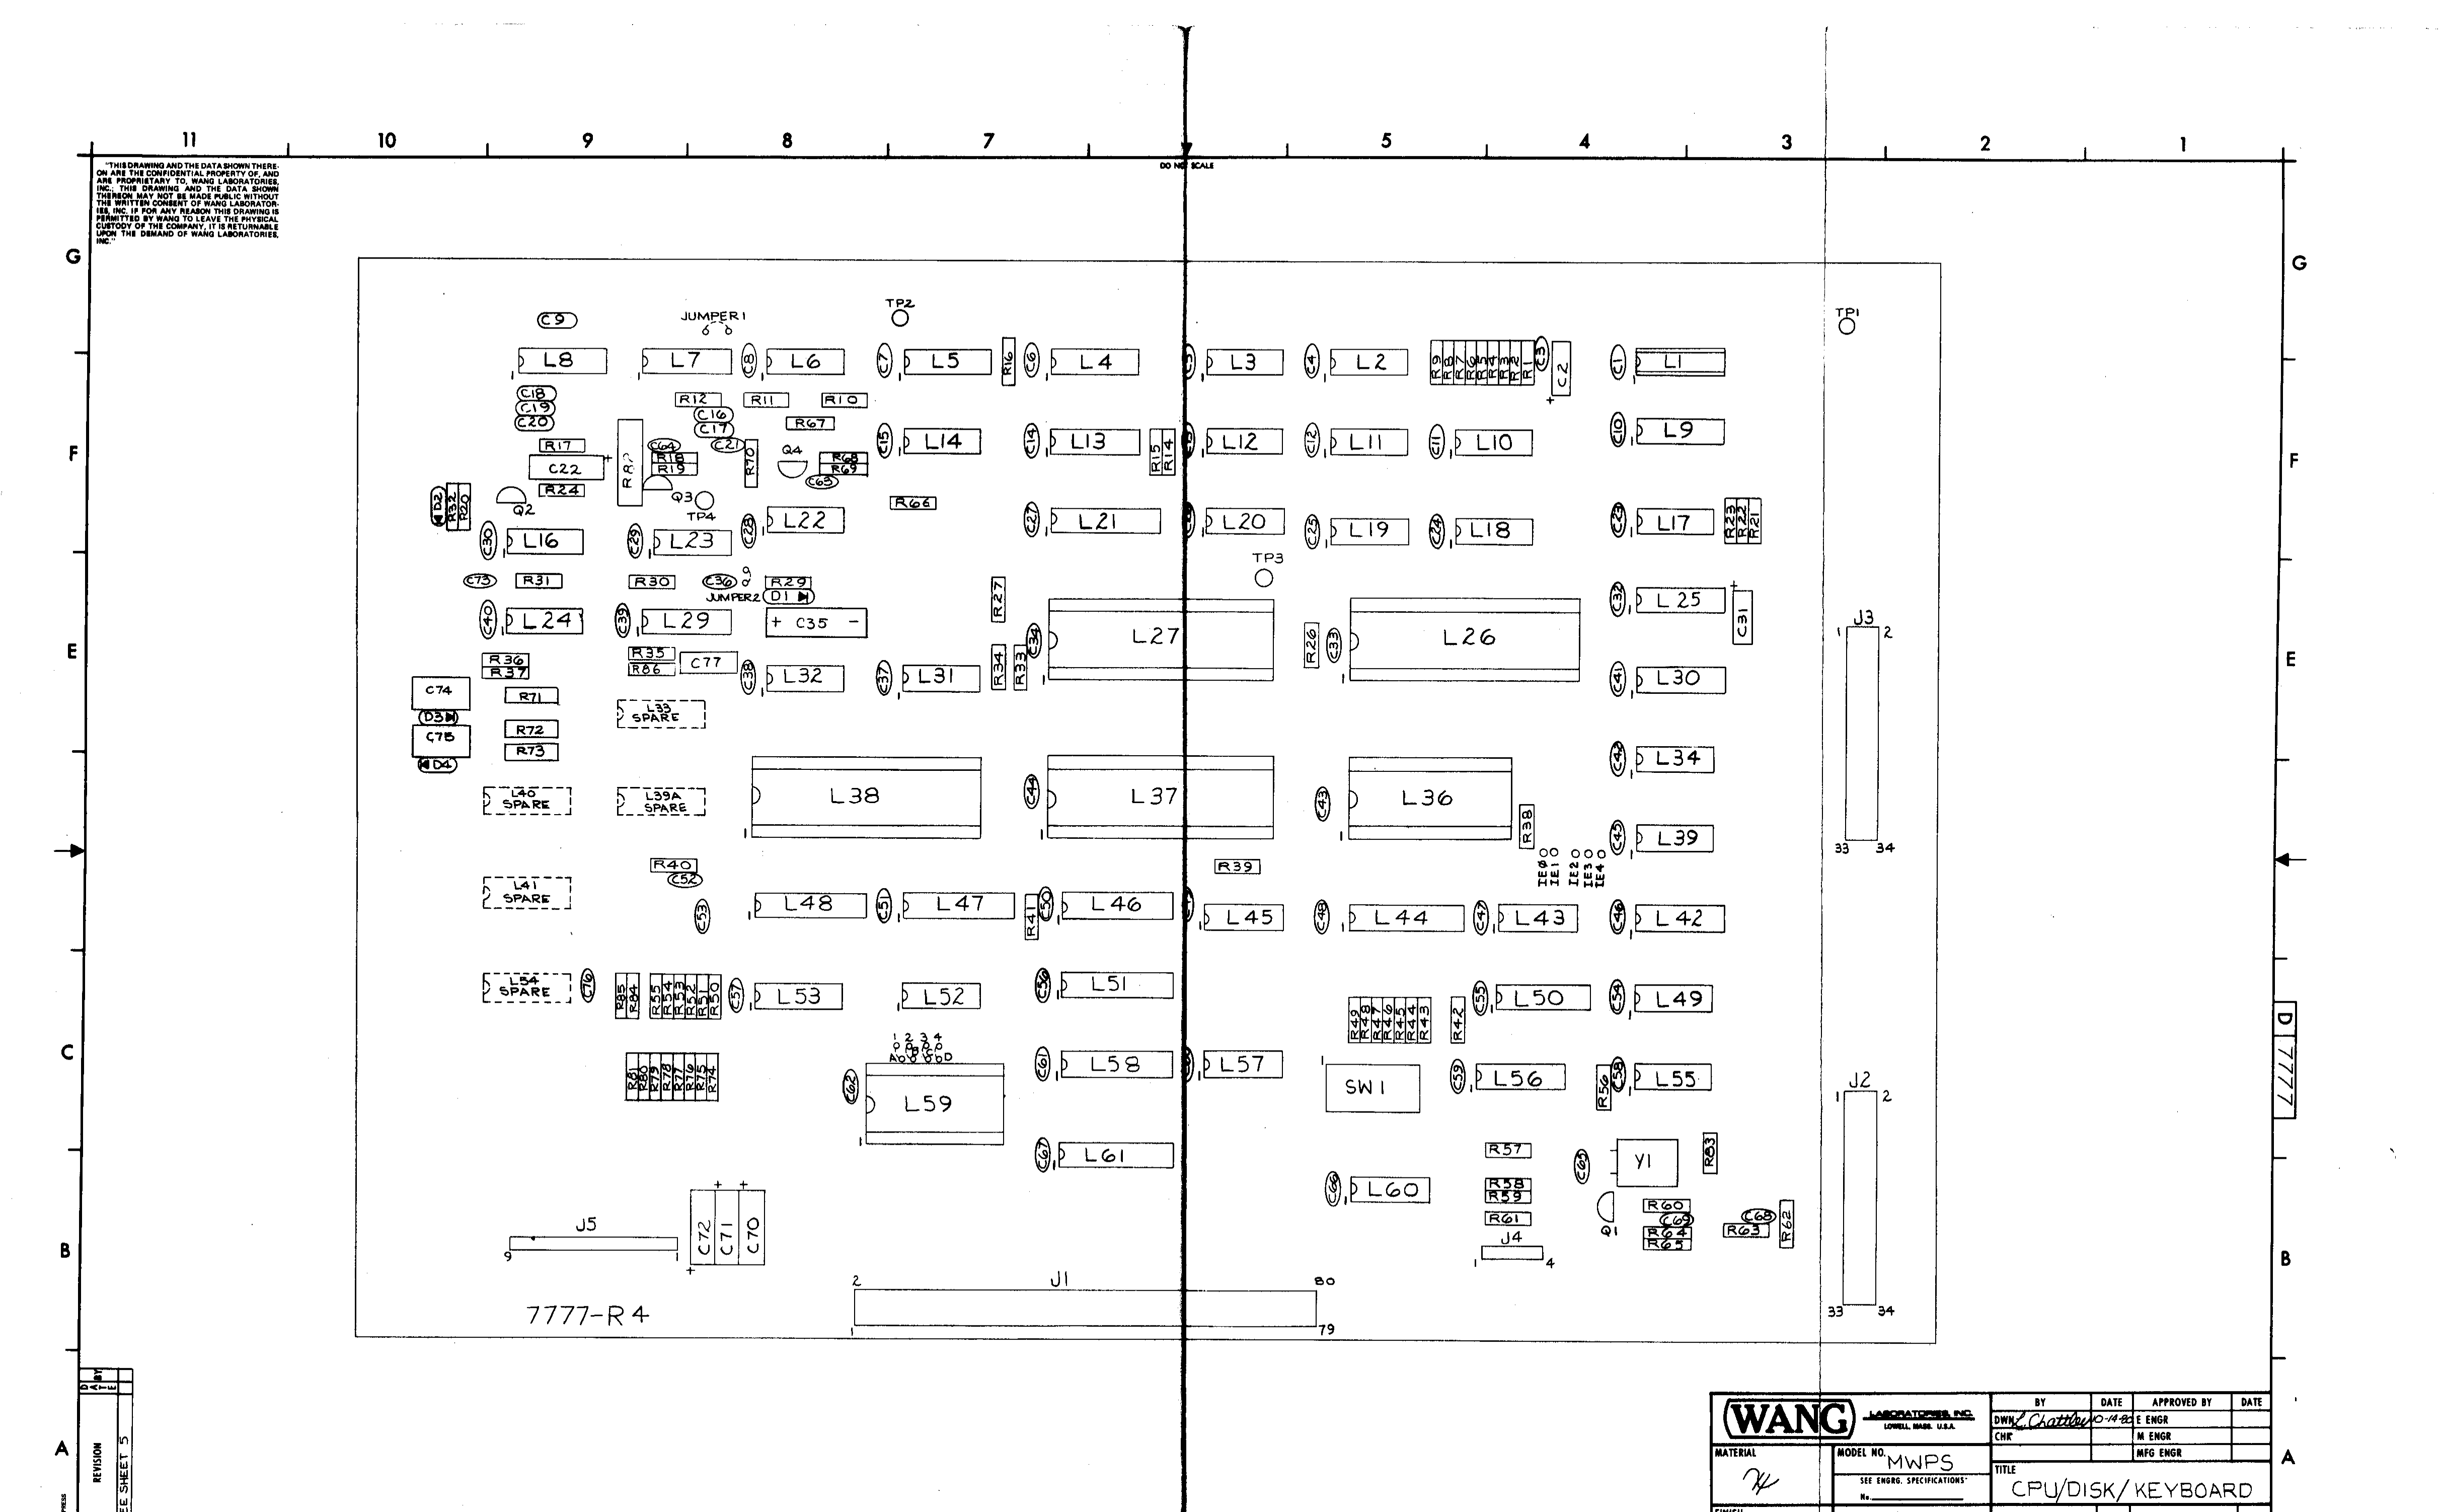 11 10 9 8 7 5 4 3 2 1
DO NOT SCALE
"THIS DRAWING AND THE DATA SHOWN THERE-
ON ARE THE CONFIDENTIAL PROPERTY OF, AND
ARE PROPRIETARY TO, WANG LABORATORIES,
INC.; THIS DRAWING AND THE DATA SHOWN
THEREON MAY NOT BE MADE PUBLIC WITHOUT
THE WRITTEN CONSENT OF WANG LABORATOR-
IES, INC. IF FOR ANY REASON THIS DRAWING IS
PERMITTED BY WANG TO LEAVE THE PHYSICAL
CUSTODY OF THE COMPANY, IT IS RETURNABLE
UPON THE DEMAND OF WANG LABORATORIES,
INC."
G G
TP2 TP1
C9 JUMPER1
L8 L7 C8 L6 C7 L5 R16 C6 L4 C5 L3 C4 L2 R9 R8 R7 R6 R5 R4 R3 R2 R1 C3 C2 C1 L1
1 1 1 1 1 1 1 1
+
C18 R12 R11 R10
C19 C16
C20 C17 R67
F R17 C64 C21 R70 Q4 C15 L14 C14 L13 R15 R14 L12 C12 L11 C11 L10 C10 L9 F
C22 + R18 R68
R19 R69
R24 C63
D2 R32 R20 Q2 Q3 R66
TP4
C30 L16 C29 L23 C28 L22 C27 L21 L20 C25 L19 C24 L18 C23 L17 R23 R22 R21
TP3
C73 R31 R30 C36 R29
JUMPER2 D1 R27
C40 L24 C39 L29 + C35 - C34 L27 R26 C33 L26 C32 L25 + C31 J3
1 2
E R36 R35 E
R37 R86 C77 C38 L32 C37 L31 R34 R33 C41 L30
C74 R71
D3 L33
SPARE
C75 R72
R73
D4
C42 L34
L40
SPARE
L39A
SPARE
L38 C44 L37 C43 L36 R38
C45 L39
33 34
R40 R39 IE0 IE1 IE2 IE3 IE4
C52
L41
SPARE
C53 L48 C51 L47 R41 C50 L46 L45 C48 L44 C47 L43 C46 L42
L54
SPARE
C76 R85 R84 R55 R54 R53 R52 R51 R50 C57 L53 L52 C56 L51 C55 L50 C54 L49
R49 R48 R47 R46 R45 R44 R43 R42
D 7777
1 2 3 4
A B C D
C C
R81 R80 R79 R78 R77 R76 R75 R74 C62 L59 C61 L58 L57 SW1 C59 L56 R56 C58 L55 J2
1 2
C67 L61 R57 C65 Y1 R83
C66 L60 R58
R59
R61 Q1 R60
C69 C68 R62
R64 R63
R65
+ +
B J5 C72 C71 C70 J4 B
9 1 + 1 4
2 J1 80
7777-R4 1 79 33 34
DATE BY
REVISION
EE SHEET 5
A A
WANG LABORATORIES, INC.
LOWELL, MASS. U.S.A.
BY DATE APPROVED BY DATE
DWN L. Chattley 10-14-80 E ENGR
CHK M ENGR
MFG ENGR
MATERIAL MODEL NO. MWPS
SEE ENGRG. SPECIFICATIONS
No.
TITLE
CPU/DISK/KEYBOARD